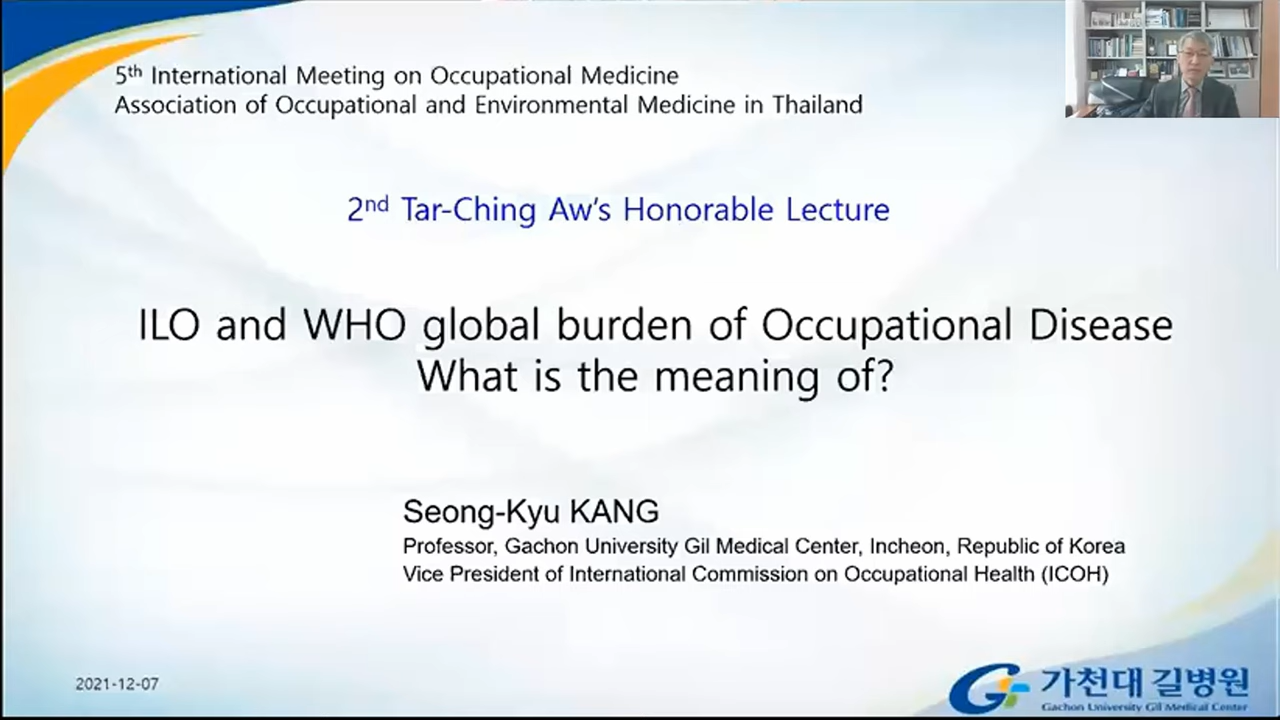 5th International Meeting on Occupational Medicine
Association of Occupational and Environmental Medicine in Thailand
2nd Tar-Ching Aw's Honorable Lecture
ILO and WHO global burden of Occupational Disease
What is the meaning of?
Seong-Kyu KANG
Professor, Gachon University Gil Medical Center, Incheon, Republic of Korea
Vice President of International Commission on Occupational Health (ICOH)
2021-12-07
가천대 길병원
Gachon University Gil Medical Center